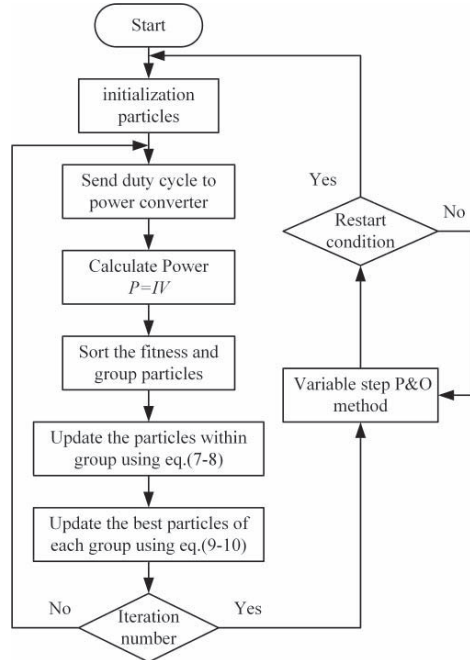 Start
initialization
particles
Send duty cycle to
power converter
Calculate Power
P=IV
Sort the fitness and
group particles
Update the particles within
group using eq.(7-8)
Update the best particles of
each group using eq.(9-10)
No
Iteration
number
Yes
Yes
Restart
condition
No
Variable step P&O
method